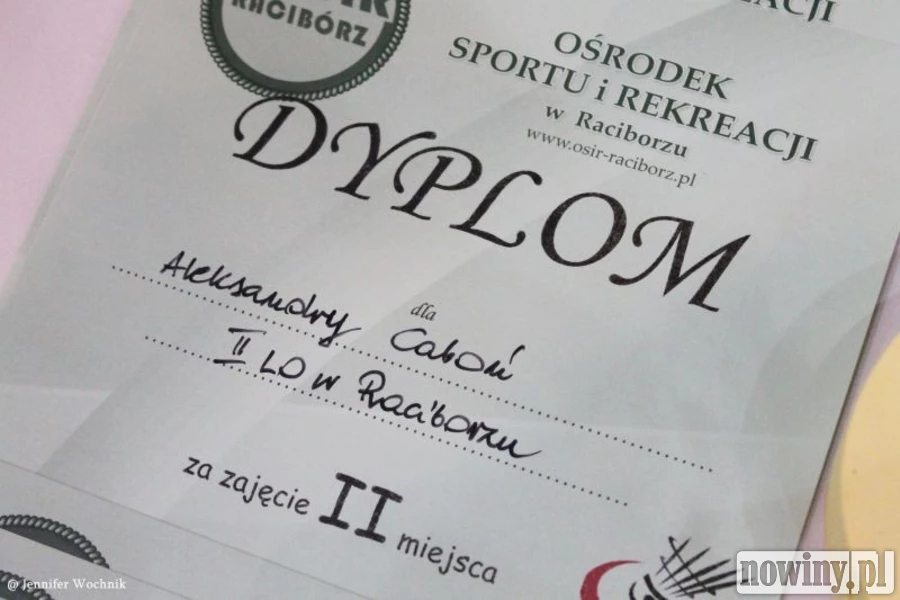 RACIBÓRZ
OŚRODEK
SPORTU i REKREACJI
w Raciborzu
www.osir-raciborz.pl
DYPLOM
dla
Aleksandry Caboń
II LO w Raciborzu
za zajęcie II miejsca
@ Jennifer Wochnik
nowiny.pl